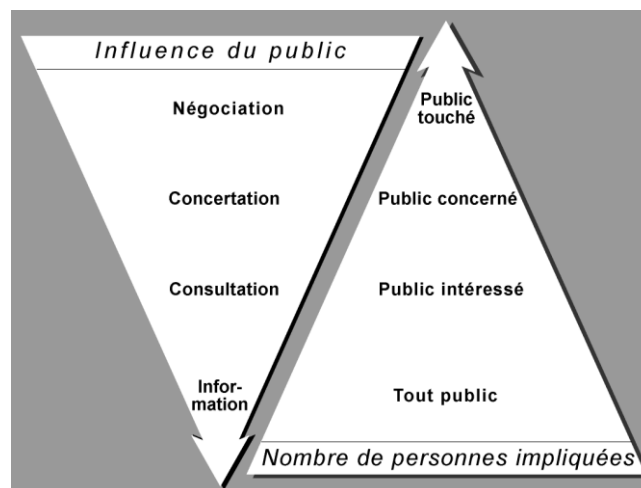 Influence du public
Négociation
Concertation
Consultation
Infor-
mation
Public
touché
Public concerné
Public intéressé
Tout public
Nombre de personnes impliquées